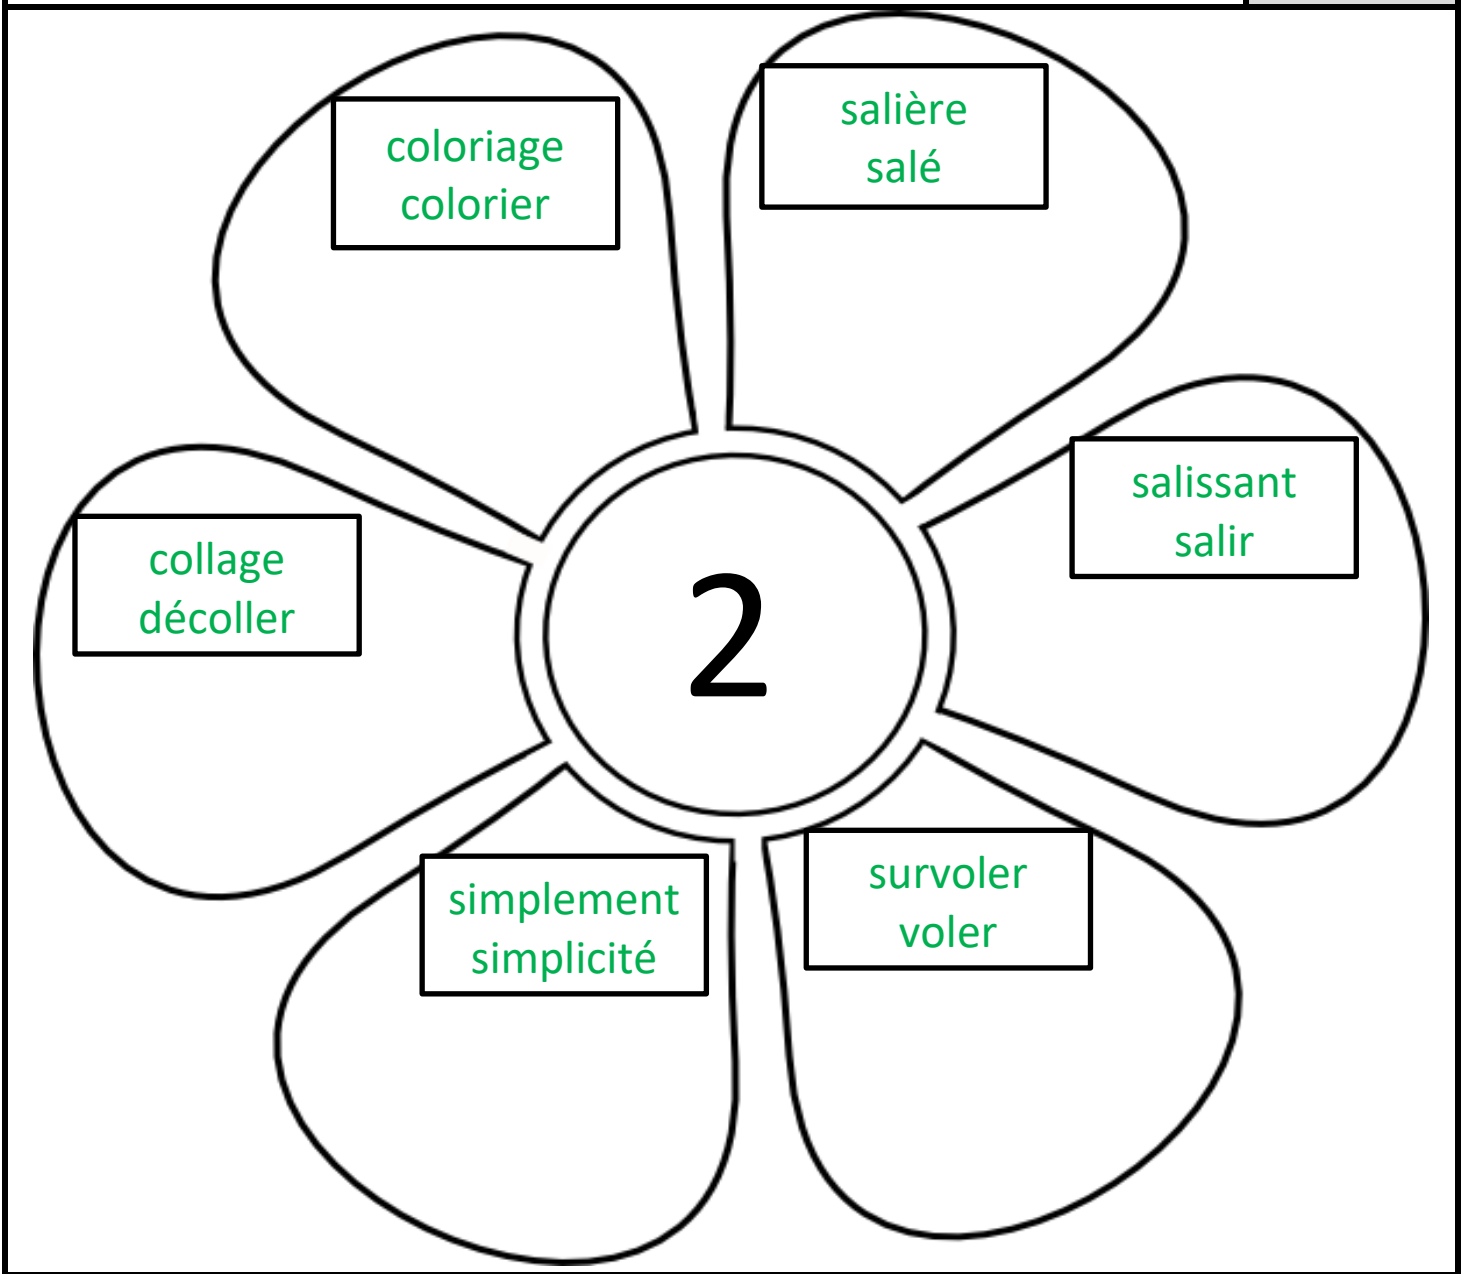 coloriage
colorier
salière
salé
salissant
salir
collage
décoller
2
simplement
simplicité
survoler
voler